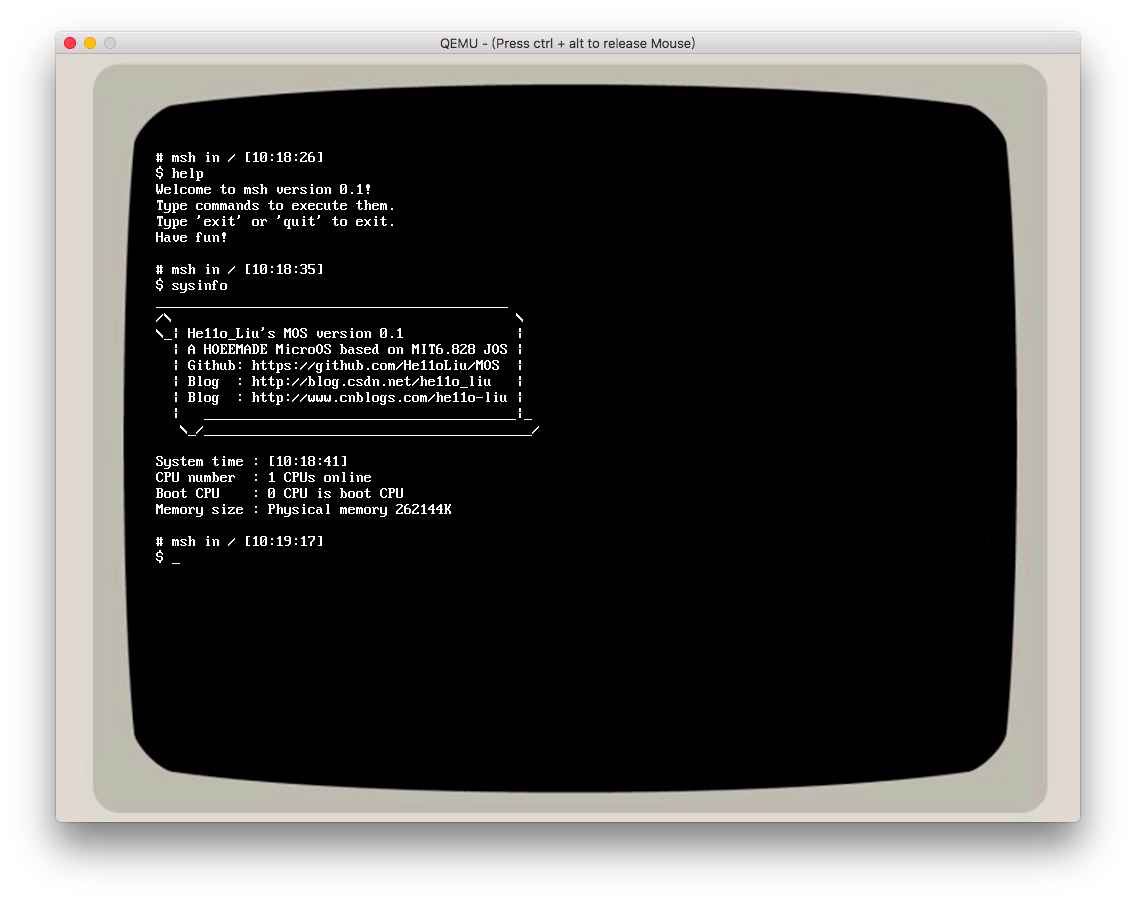 QEMU - (Press ctrl + alt to release Mouse)
# msh in / [10:18:26]
$ help
Welcome to msh version 0.1!
Type commands to execute them.
Type 'exit' or 'quit' to exit.
Have fun!
# msh in / [10:18:35]
$ sysinfo
He11o_Liu's MOS version 0.1
A HOEEMADE MicroOS based on MIT6.828 JOS
Github: https://github.com/He11oLiu/MOS
Blog  : http://blog.csdn.net/he11o_liu
Blog  : http://www.cnblogs.com/he11o-liu
System time : [10:18:41]
CPU number  : 1 CPUs online
Boot CPU    : 0 CPU is boot CPU
Memory size : Physical memory 262144K
# msh in / [10:19:17]
$ _